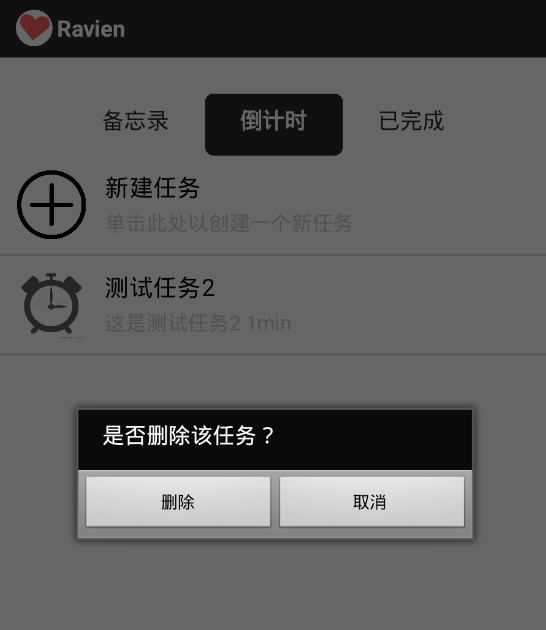 Ravien
备忘录 倒计时 已完成
新建任务
单击此处以创建一个新任务
测试任务2
这是测试任务2 1min
是否删除该任务？
删除 取消